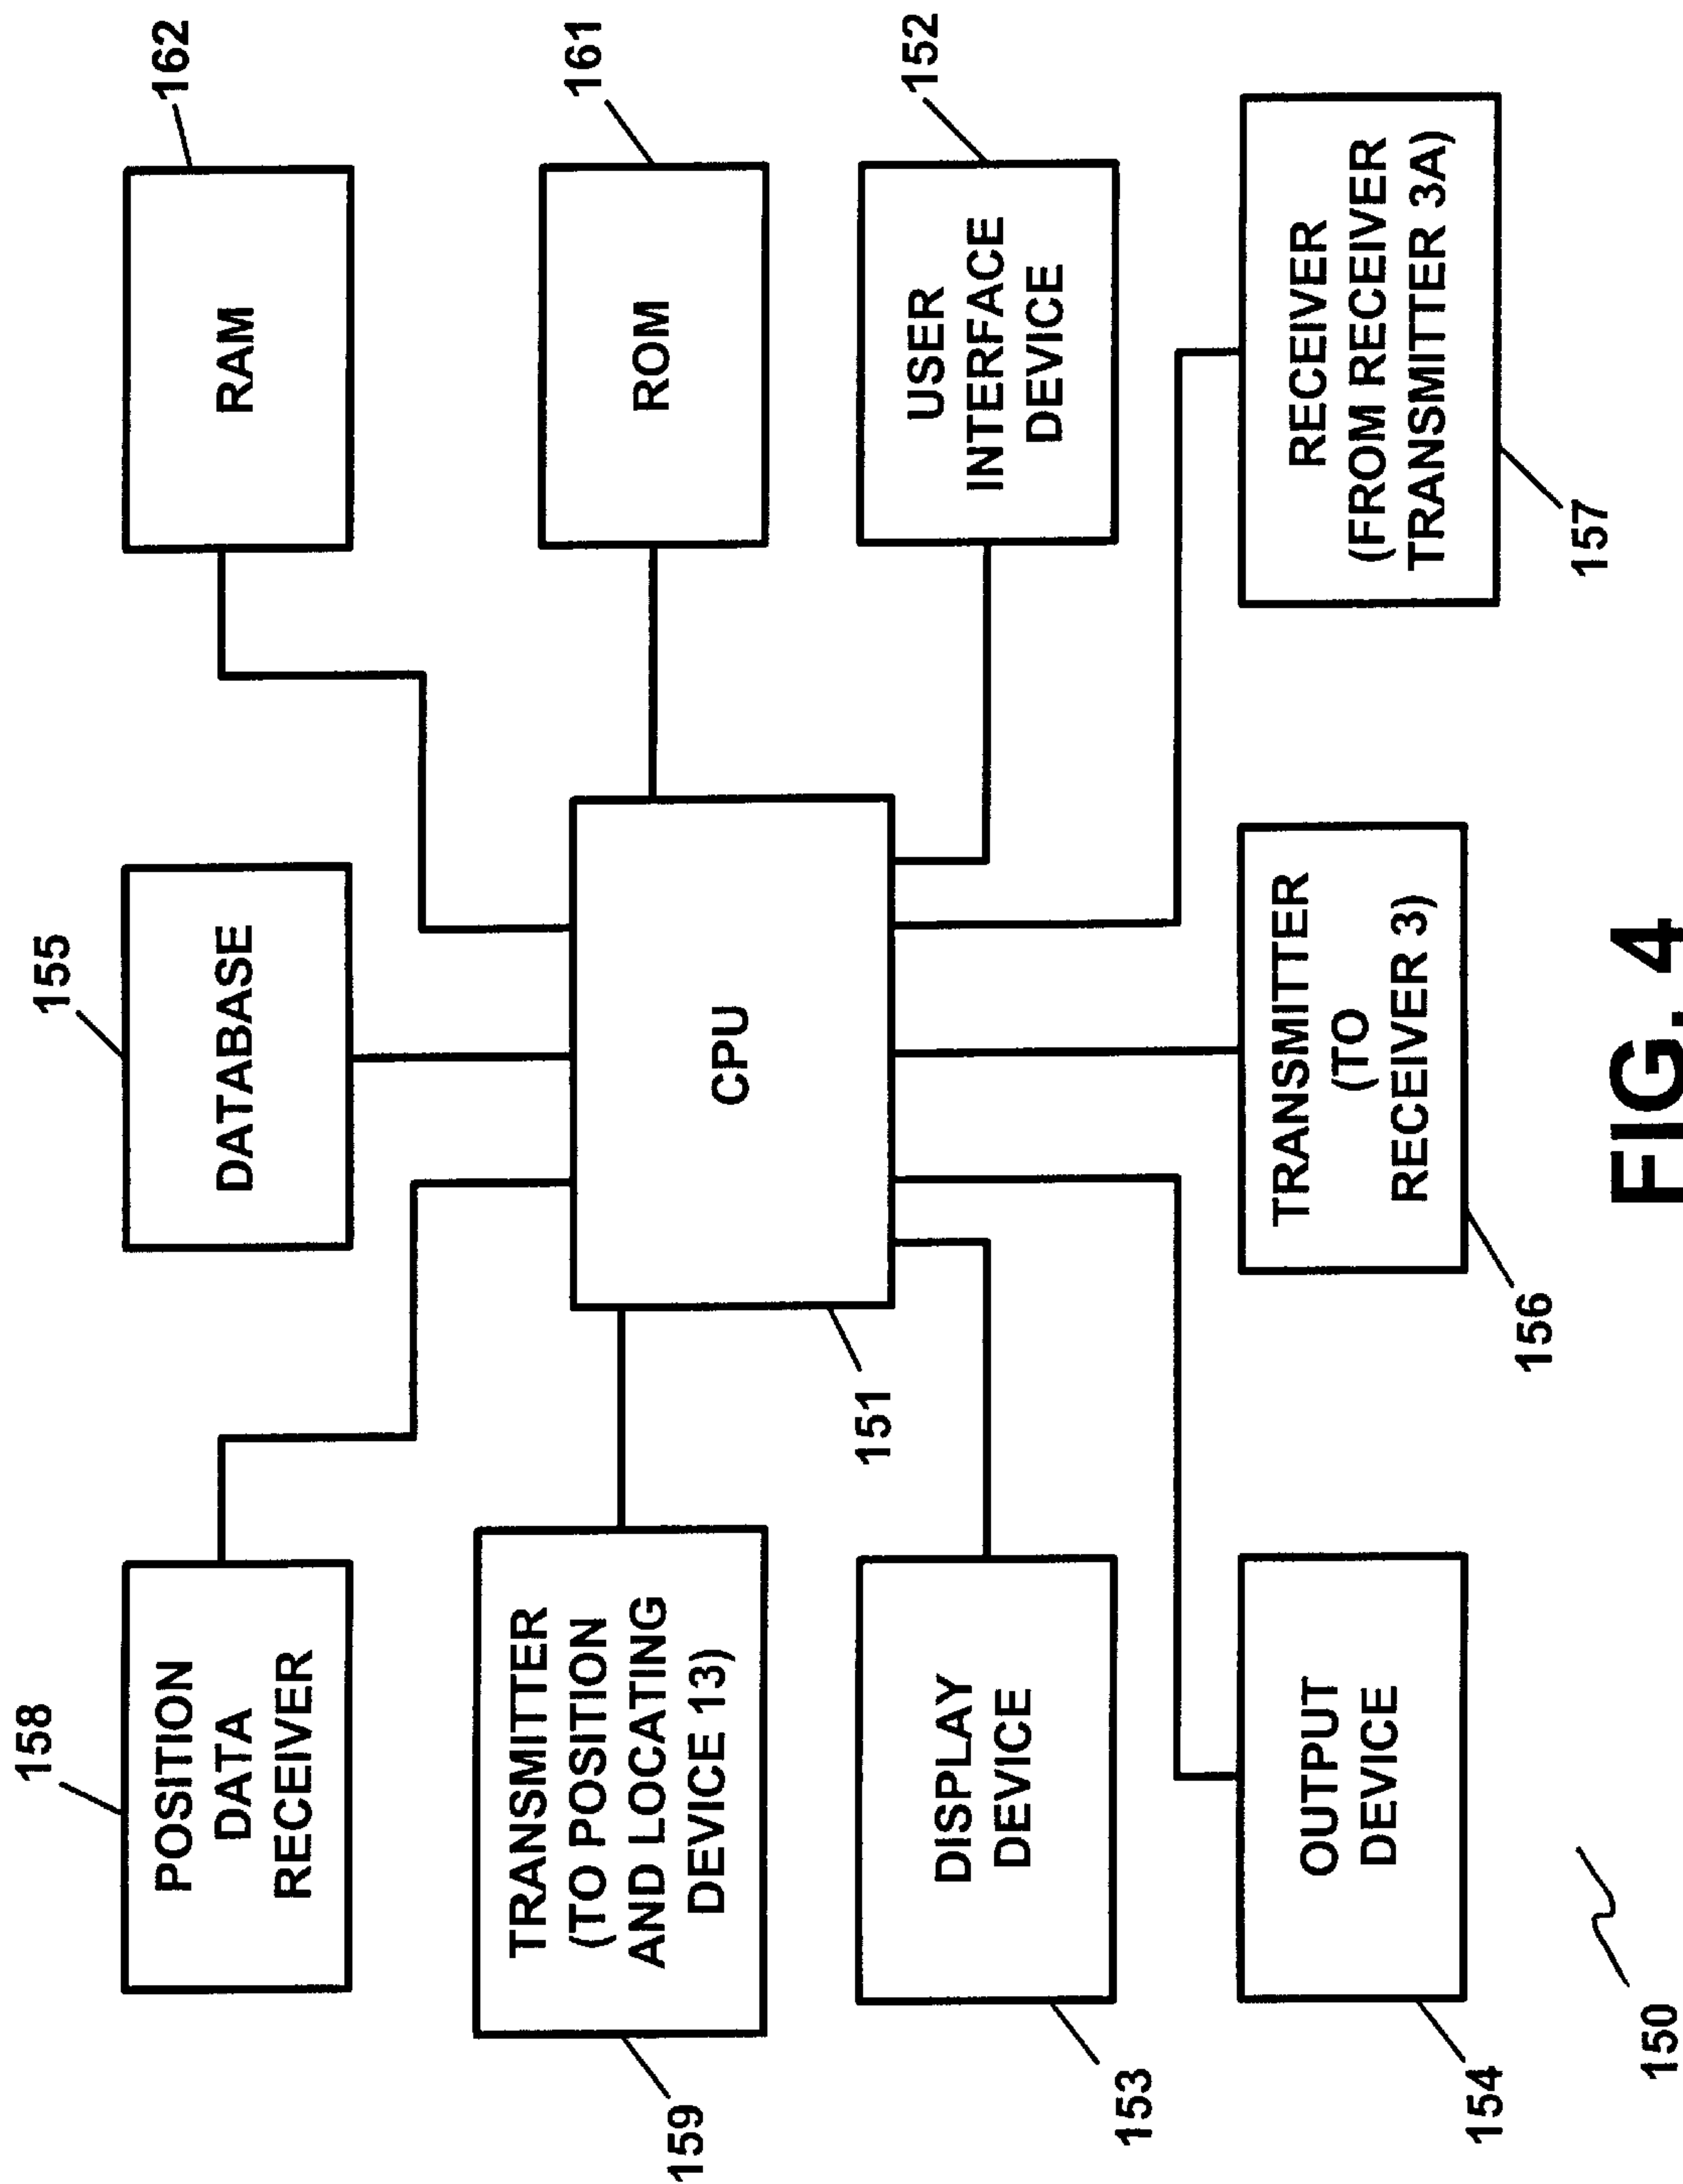 158
POSITION
DATA
RECEIVER
155
DATABASE
162
RAM
159
TRANSMITTER
(TO POSITION
AND LOCATING
DEVICE 13)
CPU
151
161
ROM
153
DISPLAY
DEVICE
152
USER
INTERFACE
DEVICE
154
OUTPUT
DEVICE
156
TRANSMITTER
(TO
RECEIVER 3)
157
RECEIVER
(FROM RECEIVER
TRANSMITTER 3A)
150
FIG. 4